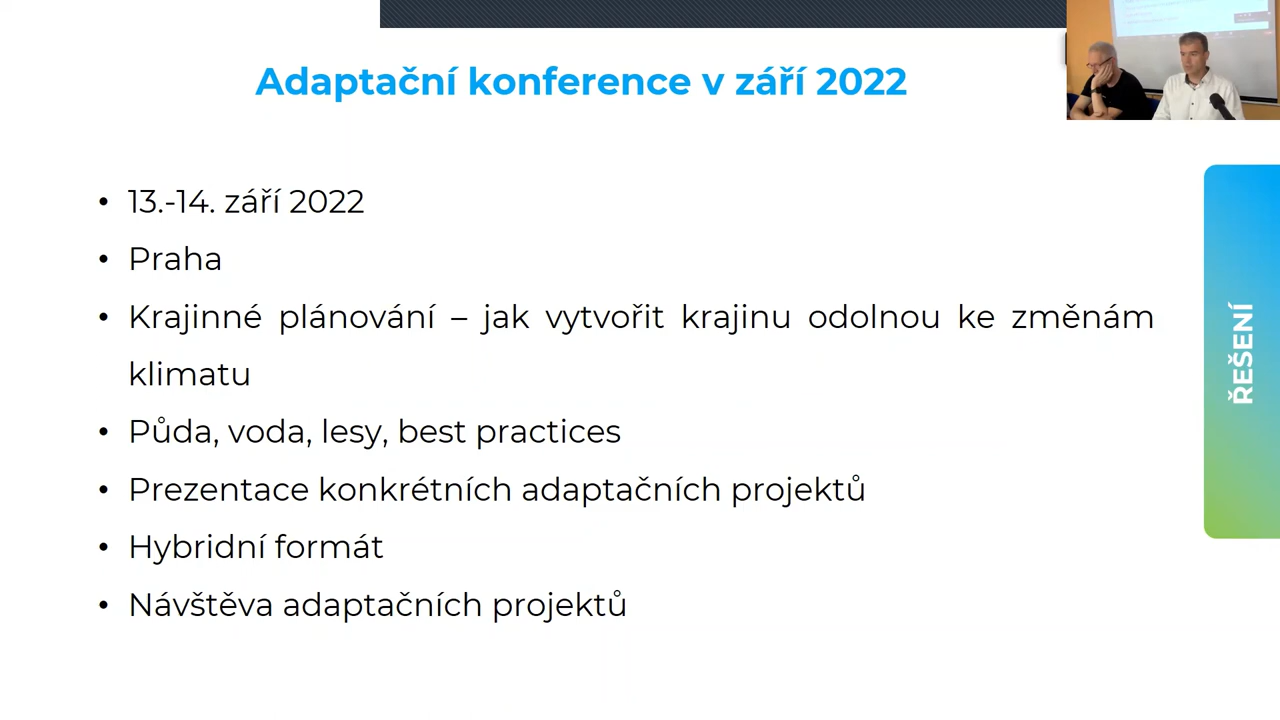 Adaptační konference v září 2022
• 13.-14. září 2022
• Praha
• Krajinné plánování – jak vytvořit krajinu odolnou ke změnám
klimatu
• Půda, voda, lesy, best practices
• Prezentace konkrétních adaptačních projektů
• Hybridní formát
• Návštěva adaptačních projektů
ŘEŠENÍ